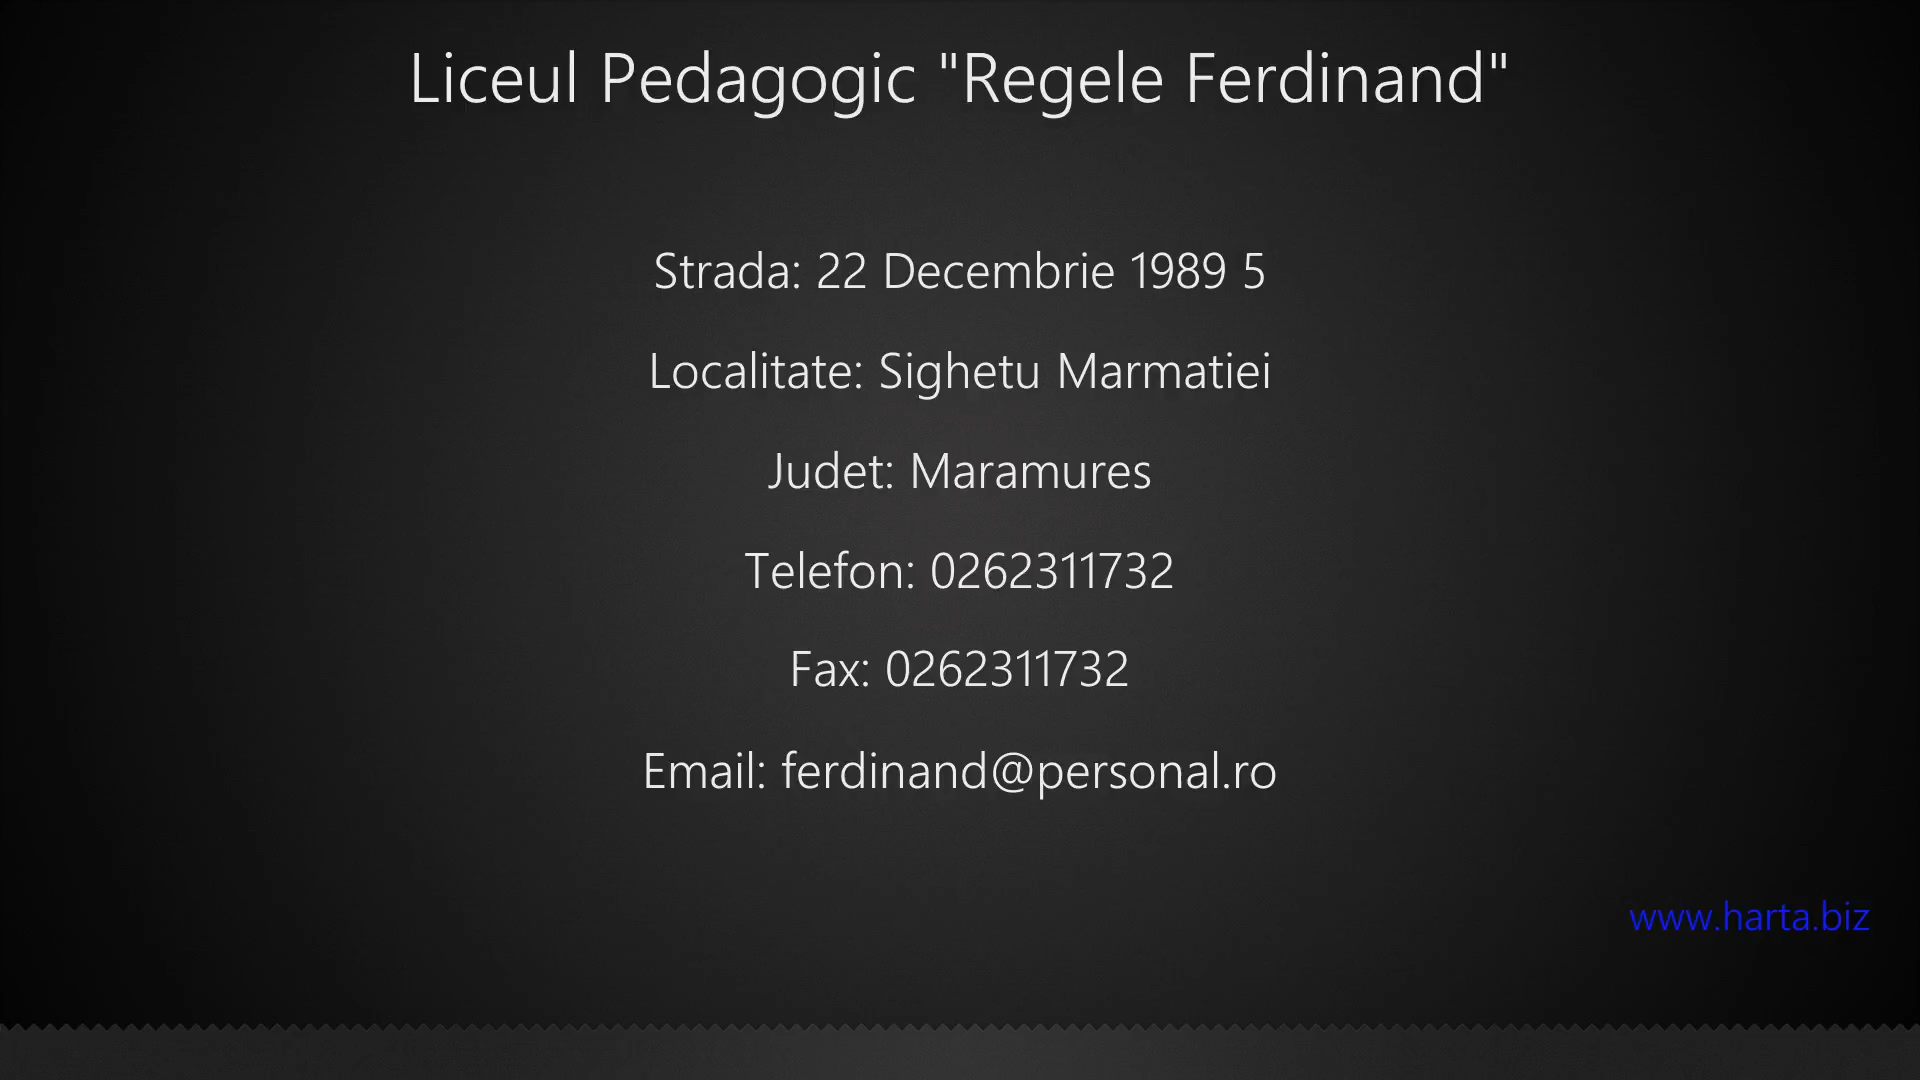 Liceul Pedagogic "Regele Ferdinand"
Strada: 22 Decembrie 1989 5
Localitate: Sighetu Marmatiei
Judet: Maramures
Telefon: 0262311732
Fax: 0262311732
Email: ferdinand@personal.ro
www.harta.biz